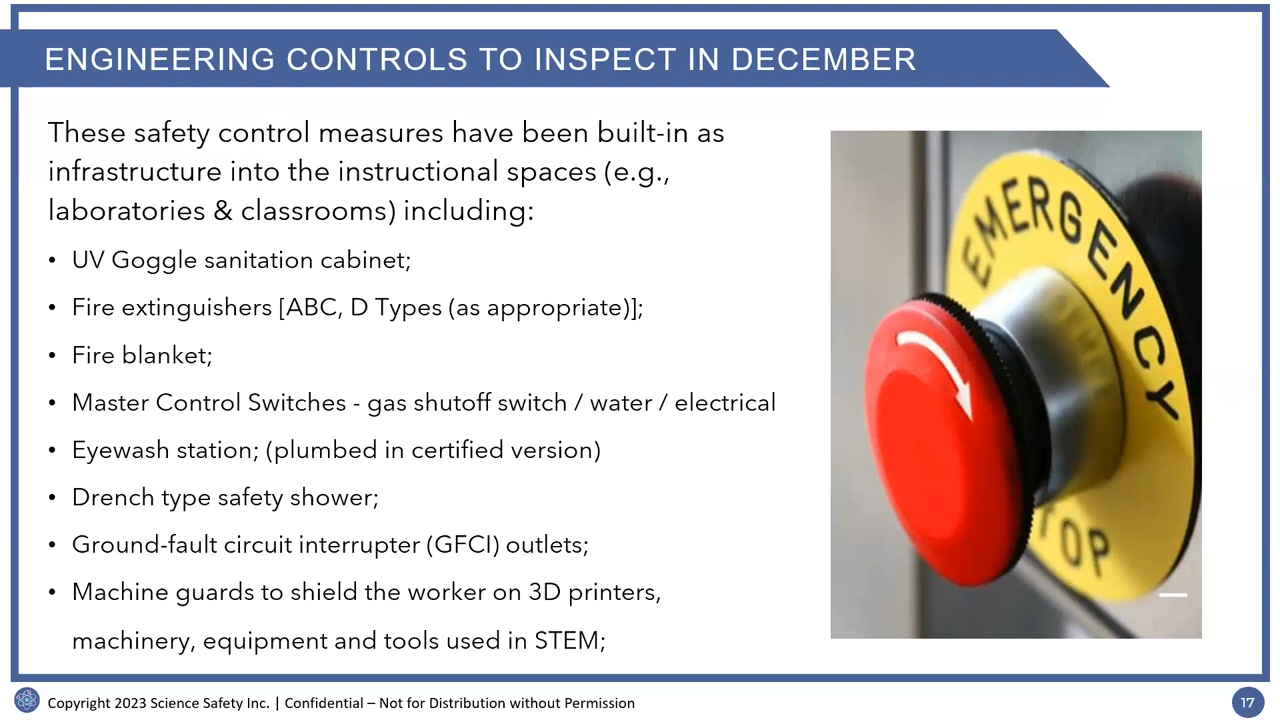 ENGINEERING CONTROLS TO INSPECT IN DECEMBER
These safety control measures have been built-in as
infrastructure into the instructional spaces (e.g.,
laboratories & classrooms) including:
• UV Goggle sanitation cabinet;
• Fire extinguishers [ABC, D Types (as appropriate)];
• Fire blanket;
• Master Control Switches - gas shutoff switch / water / electrical
• Eyewash station; (plumbed in certified version)
• Drench type safety shower;
• Ground-fault circuit interrupter (GFCI) outlets;
• Machine guards to shield the worker on 3D printers,
machinery, equipment and tools used in STEM;
EMERGENCY
TOP
Copyright 2023 Science Safety Inc. | Confidential – Not for Distribution without Permission
17